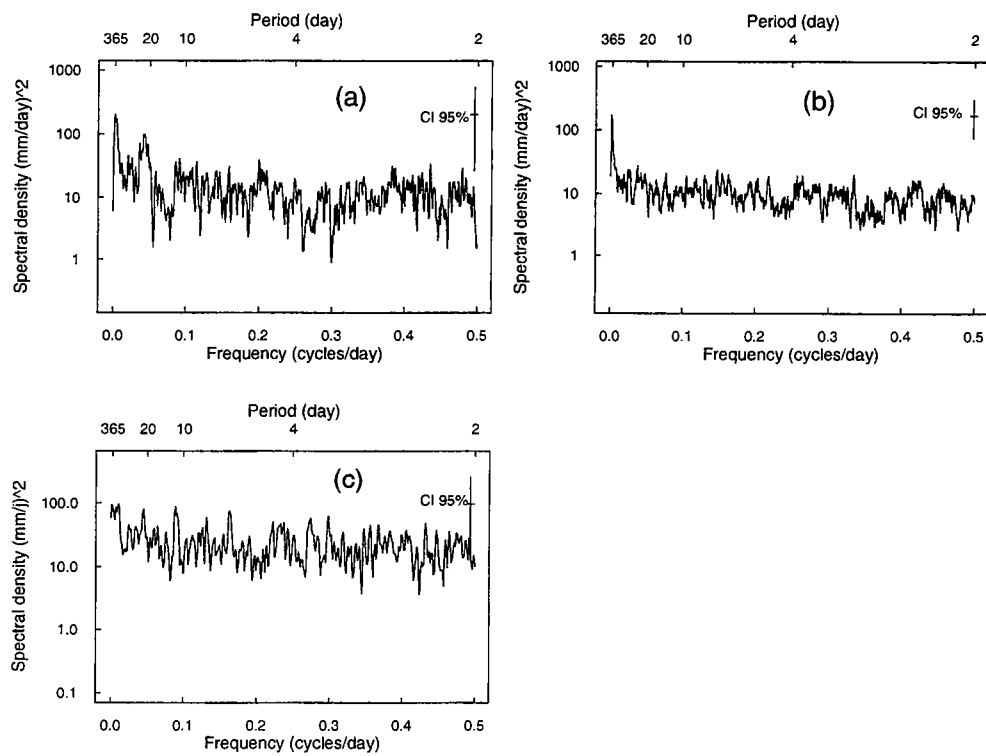 Period (day)
365 20 10 4 2
1000
100
10
1
Spectral density (mm/day)^2
(a)
CI 95%
0.0 0.1 0.2 0.3 0.4 0.5
Frequency (cycles/day)
Period (day)
365 20 10 4 2
1000
100
10
1
Spectral density (mm/day)^2
(b)
CI 95%
0.0 0.1 0.2 0.3 0.4 0.5
Frequency (cycles/day)
Period (day)
365 20 10 4 2
100.0
10.0
1.0
0.1
Spectral density (mm/j)^2
(c)
CI 95%
0.0 0.1 0.2 0.3 0.4 0.5
Frequency (cycles/day)